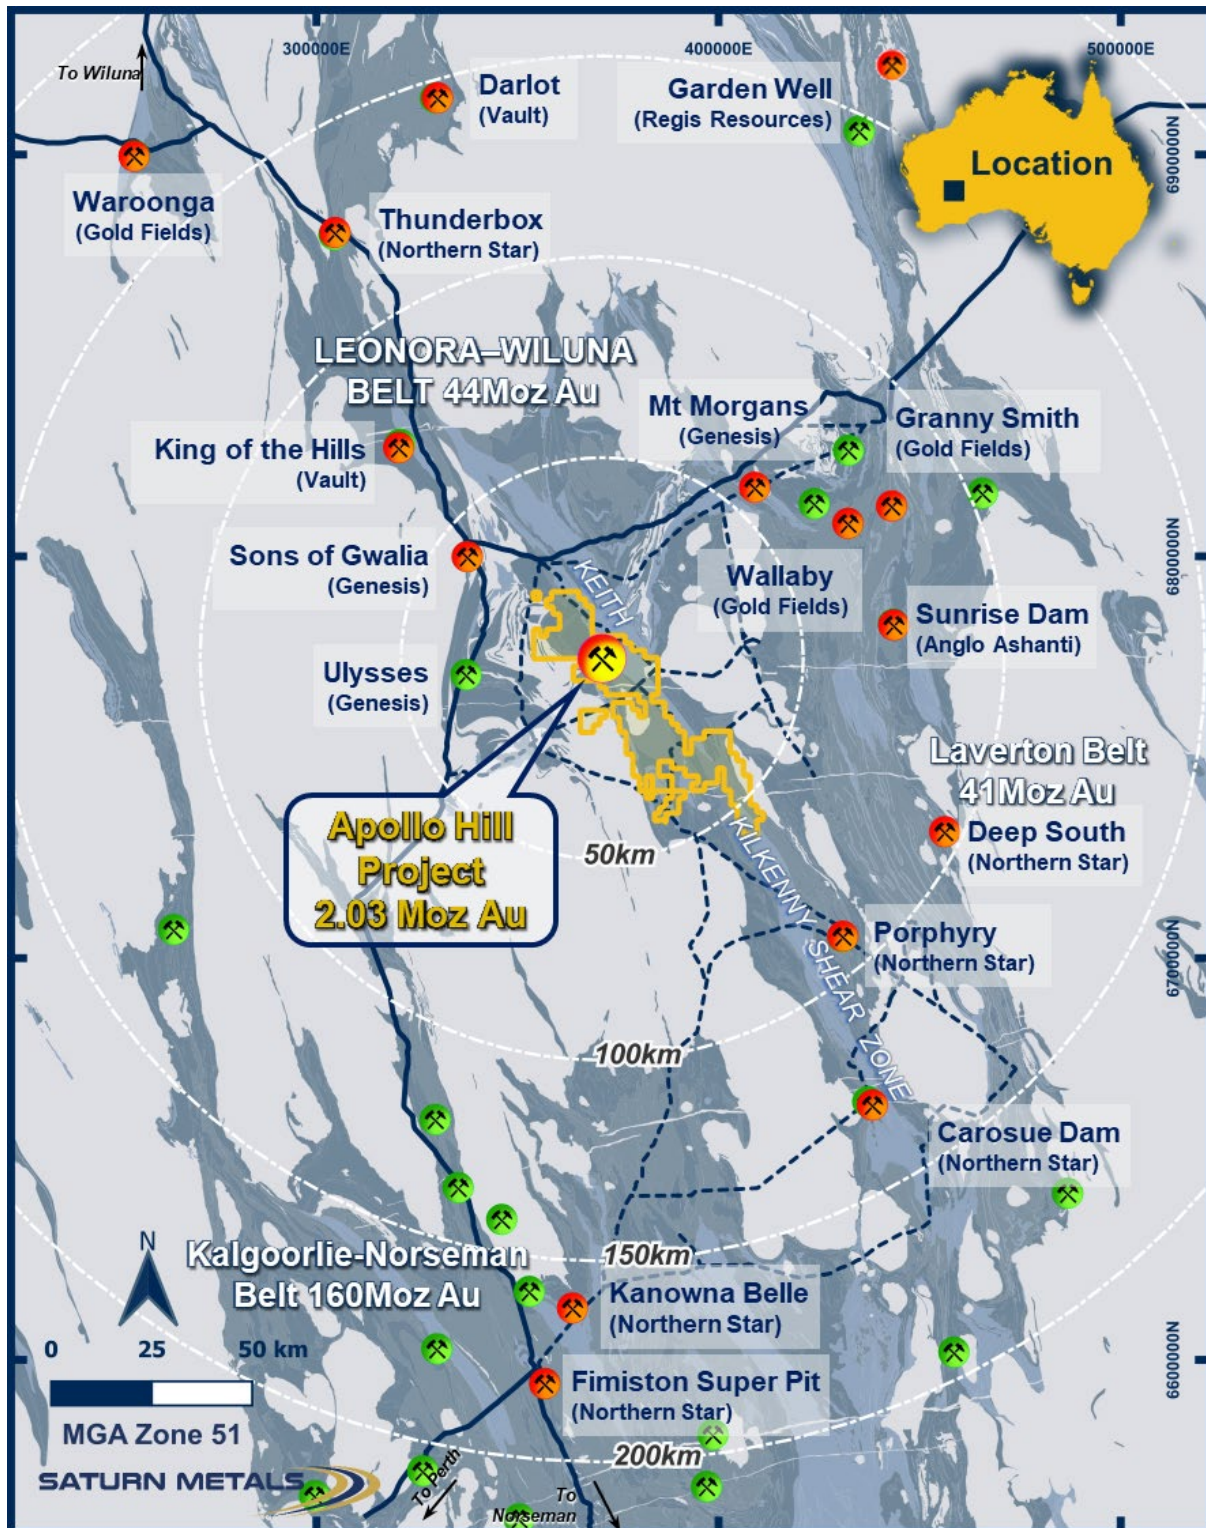 300000E
400000E
500000E
To Wiluna
Darlot
(Vault)
Garden Well
(Regis Resources)
Location
6900000N
Waroonga
(Gold Fields)
Thunderbox
(Northern Star)
LEONORA–WILUNA
BELT 44Moz Au
Mt Morgans
(Genesis)
Granny Smith
(Gold Fields)
King of the Hills
(Vault)
Sons of Gwalia
(Genesis)
KEITH
Wallaby
(Gold Fields)
6800000N
Sunrise Dam
(Anglo Ashanti)
Ulysses
(Genesis)
Laverton Belt
41Moz Au
Apollo Hill
Project
2.03 Moz Au
50km
KILKENNY SHEAR ZONE
Deep South
(Northern Star)
Porphyry
(Northern Star)
6700000N
100km
Carosue Dam
(Northern Star)
150km
Kalgoorlie-Norseman
Belt 160Moz Au
N
Kanowna Belle
(Northern Star)
0 25 50 km
6600000N
Fimiston Super Pit
(Northern Star)
MGA Zone 51
200km
SATURN METALS
To Perth
To
Norseman